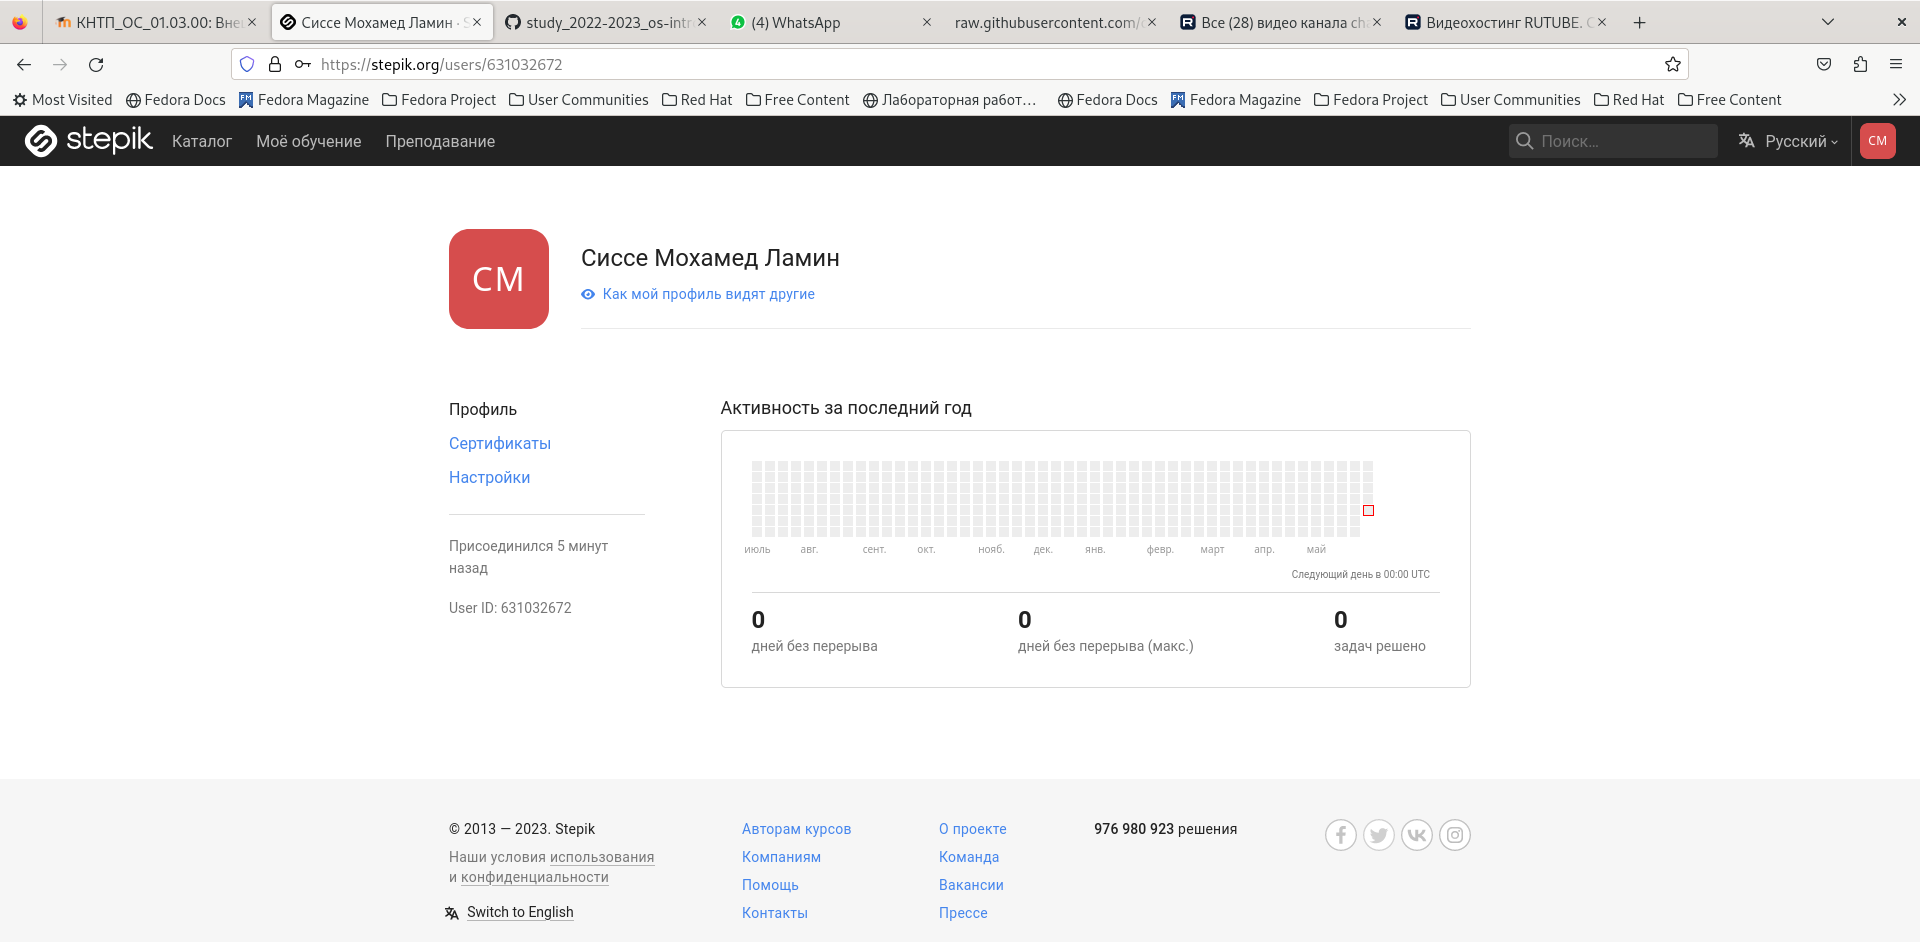 КНТП_ОС_01.03.00: Вне
Сиссе Мохамед Ламин · S
study_2022-2023_os-intr
(4) WhatsApp
raw.githubusercontent.com/
Все (28) видео канала cha
Видеохостинг RUTUBE. С
https://stepik.org/users/631032672
Most Visited Fedora Docs Fedora Magazine Fedora Project User Communities Red Hat Free Content Лабораторная работ… Fedora Docs Fedora Magazine Fedora Project User Communities Red Hat Free Content
stepik Каталог Моё обучение Преподавание Поиск… Русский СМ
СМ
Сиссе Мохамед Ламин
Как мой профиль видят другие
Профиль
Сертификаты
Настройки
Присоединился 5 минут
назад
User ID: 631032672
Активность за последний год
июль авг. сент. окт. нояб. дек. янв. февр. март апр. май
Следующий день в 00:00 UTC
0 0 0
дней без перерыва дней без перерыва (макс.) задач решено
© 2013 — 2023. Stepik
Наши условия использования
и конфиденциальности
Switch to English
Авторам курсов
Компаниям
Помощь
Контакты
О проекте
Команда
Вакансии
Прессе
976 980 923 решения